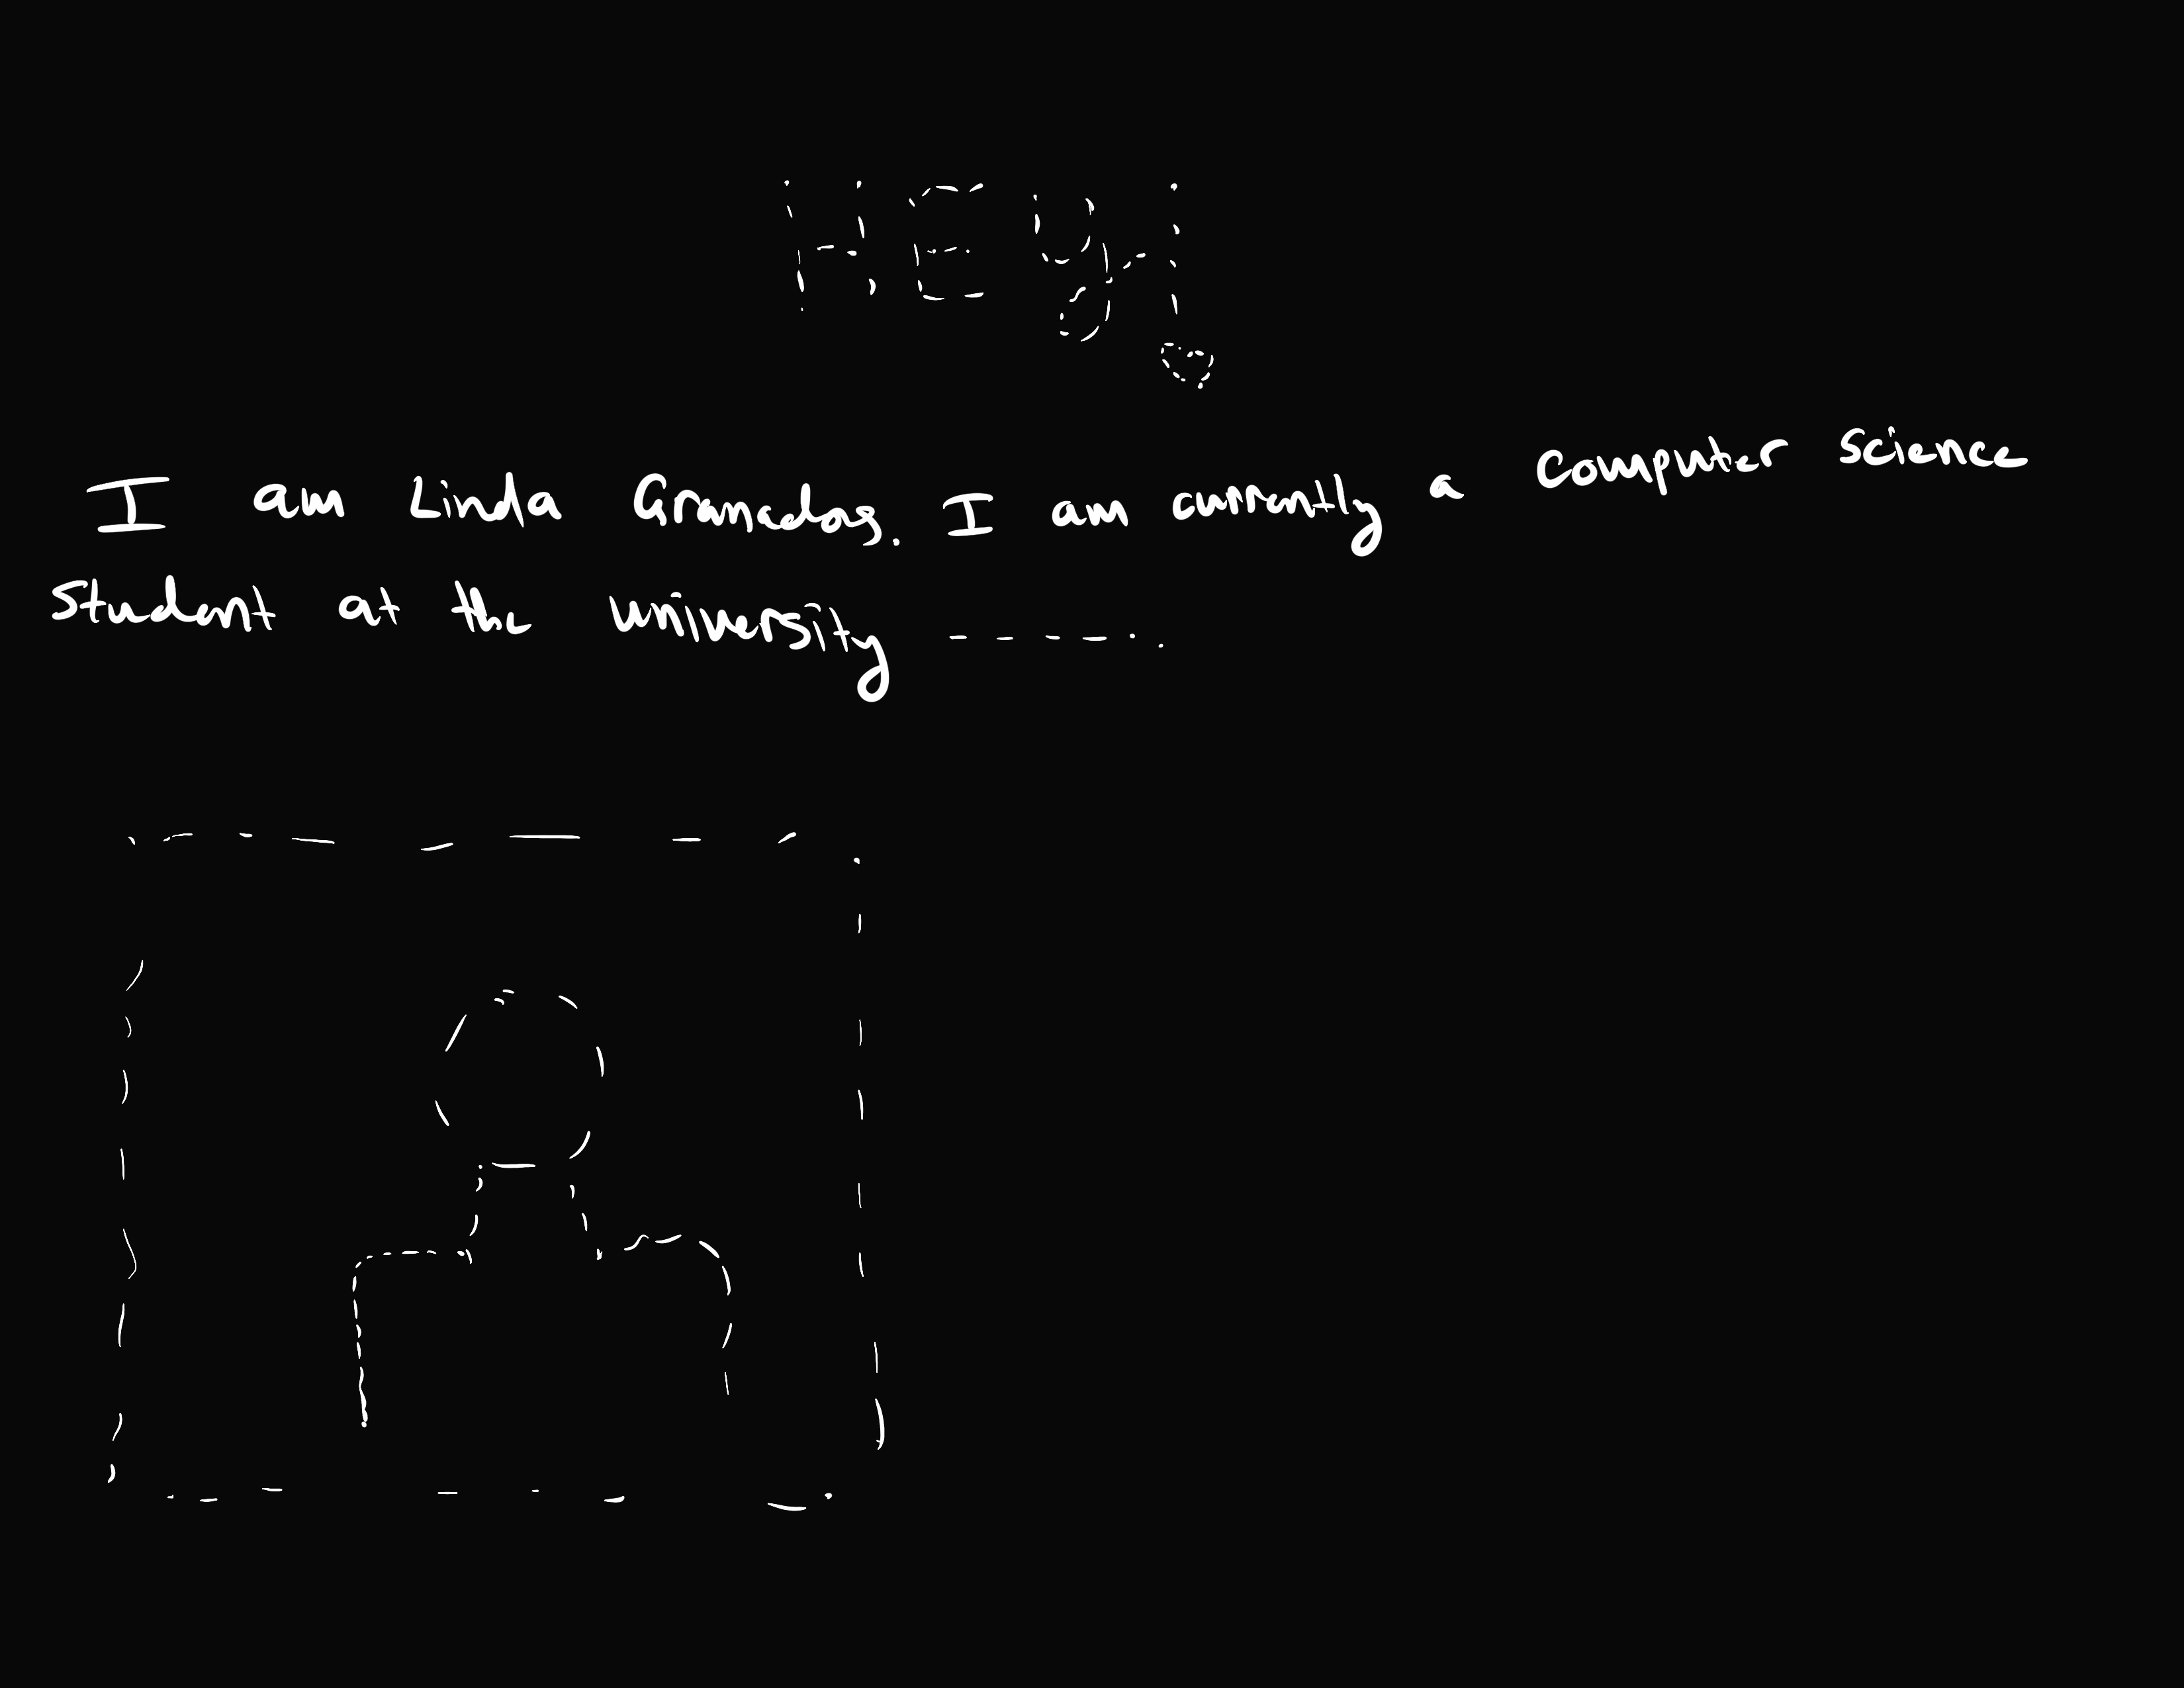 HEy!
I am Linda Granados. I am currently a computer science
Student at the university -----.